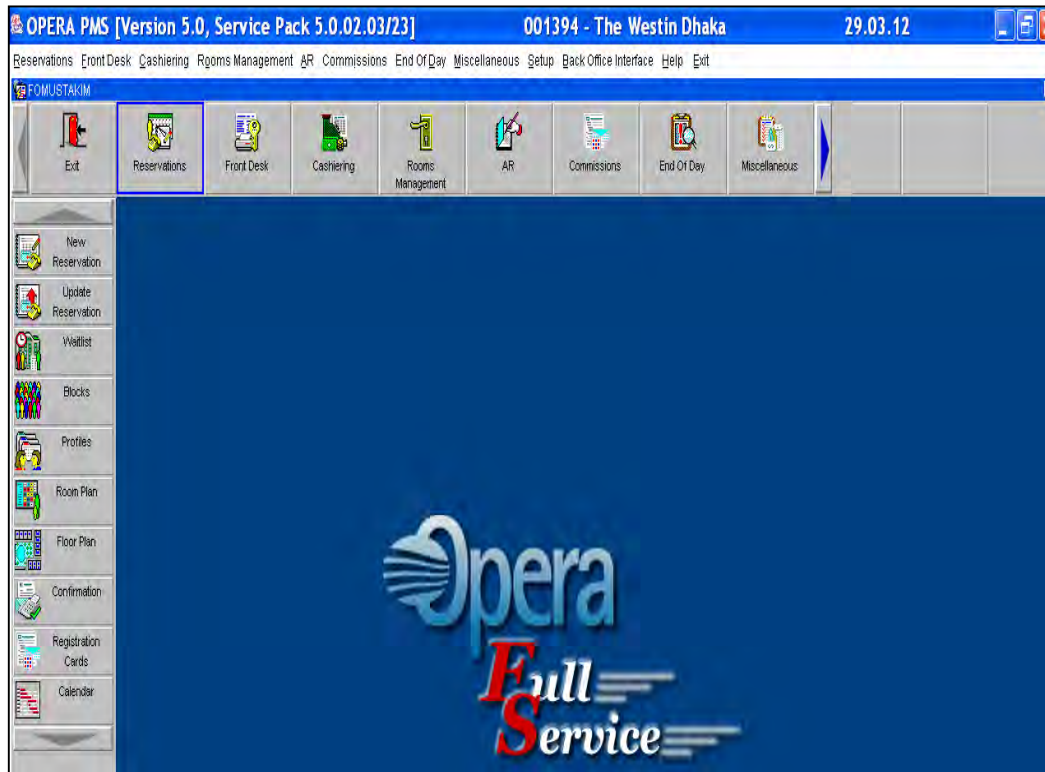 OPERA PMS [Version 5.0, Service Pack 5.0.02.03/23] 001394 - The Westin Dhaka 29.03.12
Reservations Front Desk Cashiering Rooms Management AR Commissions End Of Day Miscellaneous Setup Back Office Interface Help Exit
FOMUSTAKIM
Exit
Reservations
Front Desk
Cashiering
Rooms
Management
AR
Commissions
End Of Day
Miscellaneous
New
Reservation
Update
Reservation
Waitlist
Blocks
Profiles
Room Plan
Floor Plan
Confirmation
Registration
Cards
Calendar
Opera
Full
Service